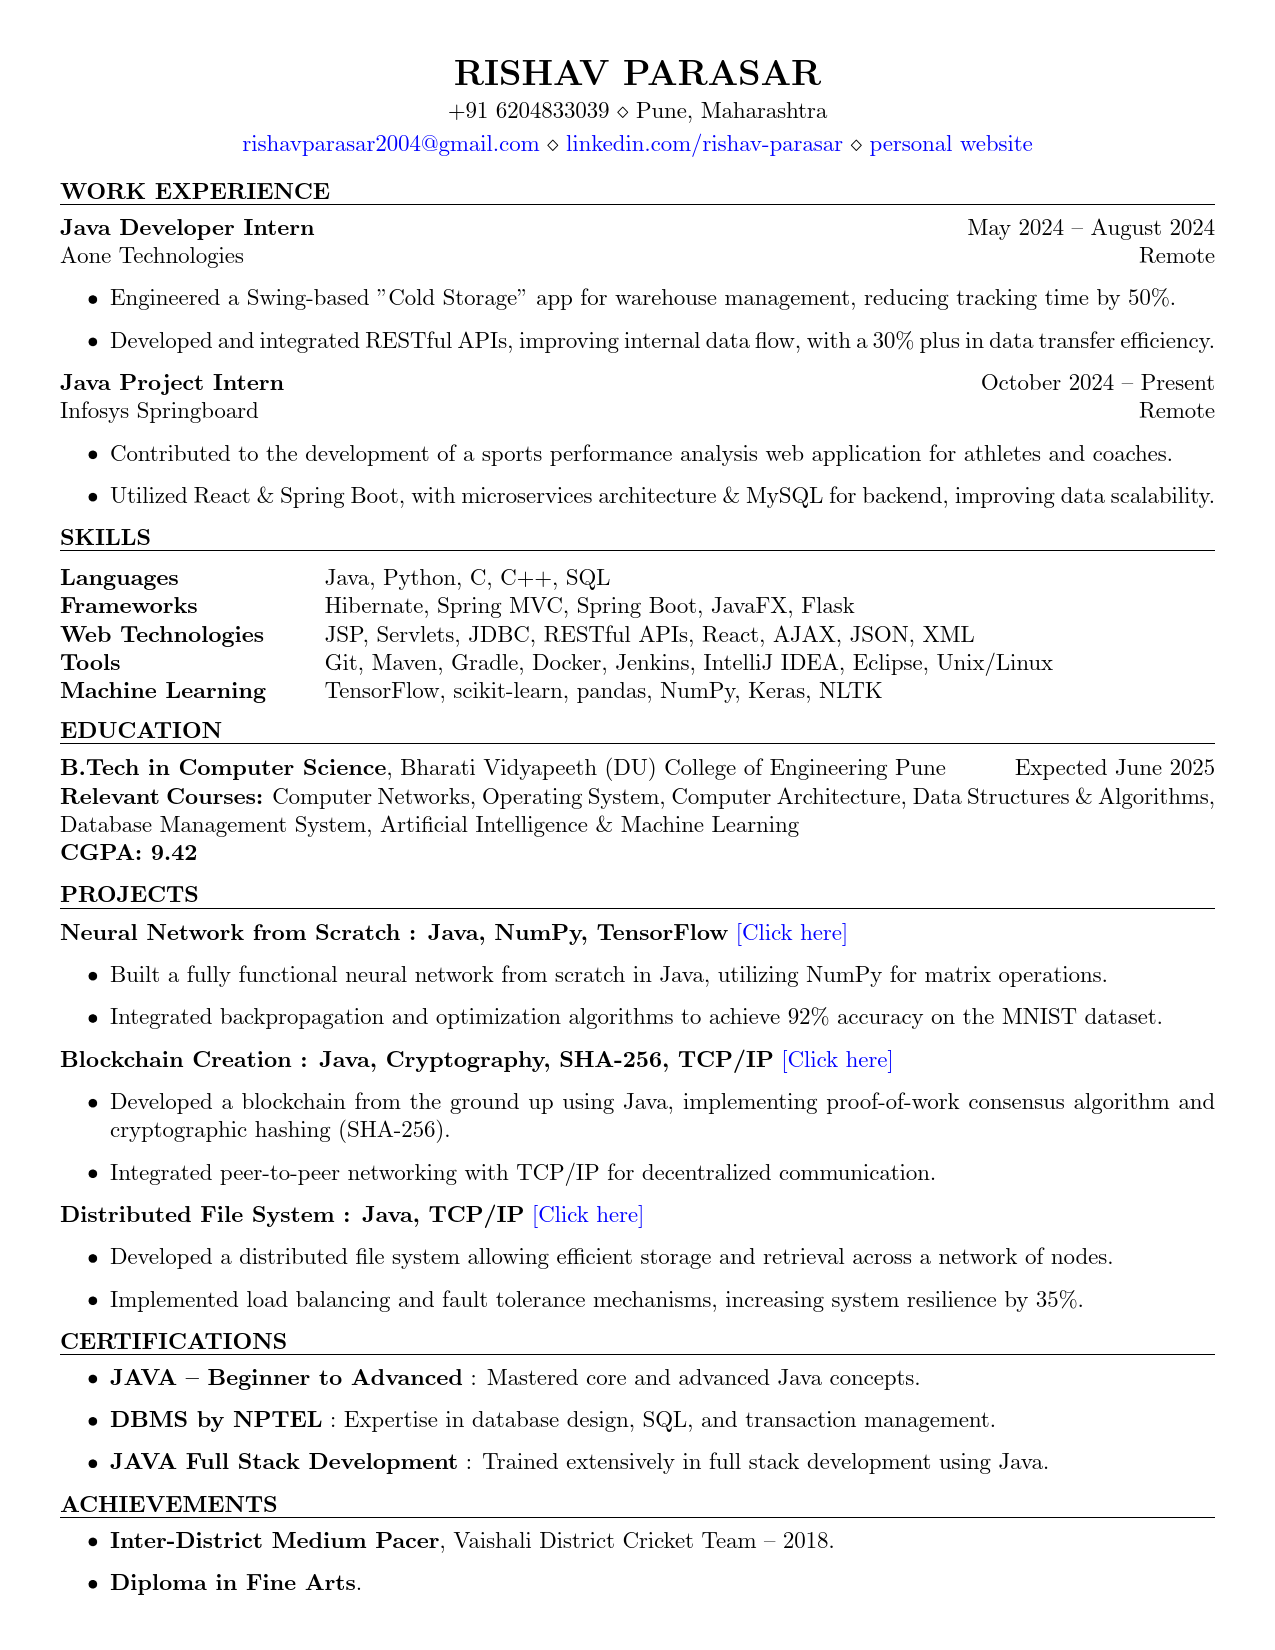 RISHAV PARASAR
+91 6204833039 ⋄ Pune, Maharashtra
rishavparasar2004@gmail.com ⋄ linkedin.com/rishav-parasar ⋄ personal website
WORK EXPERIENCE
Java Developer Intern May 2024 – August 2024
Aone Technologies Remote
• Engineered a Swing-based ”Cold Storage” app for warehouse management, reducing tracking time by 50%.
• Developed and integrated RESTful APIs, improving internal data flow, with a 30% plus in data transfer efficiency.
Java Project Intern October 2024 – Present
Infosys Springboard Remote
• Contributed to the development of a sports performance analysis web application for athletes and coaches.
• Utilized React & Spring Boot, with microservices architecture & MySQL for backend, improving data scalability.
SKILLS
Languages Java, Python, C, C++, SQL
Frameworks Hibernate, Spring MVC, Spring Boot, JavaFX, Flask
Web Technologies JSP, Servlets, JDBC, RESTful APIs, React, AJAX, JSON, XML
Tools Git, Maven, Gradle, Docker, Jenkins, IntelliJ IDEA, Eclipse, Unix/Linux
Machine Learning TensorFlow, scikit-learn, pandas, NumPy, Keras, NLTK
EDUCATION
B.Tech in Computer Science, Bharati Vidyapeeth (DU) College of Engineering Pune Expected June 2025
Relevant Courses: Computer Networks, Operating System, Computer Architecture, Data Structures & Algorithms,
Database Management System, Artificial Intelligence & Machine Learning
CGPA: 9.42
PROJECTS
Neural Network from Scratch : Java, NumPy, TensorFlow [Click here]
• Built a fully functional neural network from scratch in Java, utilizing NumPy for matrix operations.
• Integrated backpropagation and optimization algorithms to achieve 92% accuracy on the MNIST dataset.
Blockchain Creation : Java, Cryptography, SHA-256, TCP/IP [Click here]
• Developed a blockchain from the ground up using Java, implementing proof-of-work consensus algorithm and
cryptographic hashing (SHA-256).
• Integrated peer-to-peer networking with TCP/IP for decentralized communication.
Distributed File System : Java, TCP/IP [Click here]
• Developed a distributed file system allowing efficient storage and retrieval across a network of nodes.
• Implemented load balancing and fault tolerance mechanisms, increasing system resilience by 35%.
CERTIFICATIONS
• JAVA – Beginner to Advanced : Mastered core and advanced Java concepts.
• DBMS by NPTEL : Expertise in database design, SQL, and transaction management.
• JAVA Full Stack Development : Trained extensively in full stack development using Java.
ACHIEVEMENTS
• Inter-District Medium Pacer, Vaishali District Cricket Team – 2018.
• Diploma in Fine Arts.